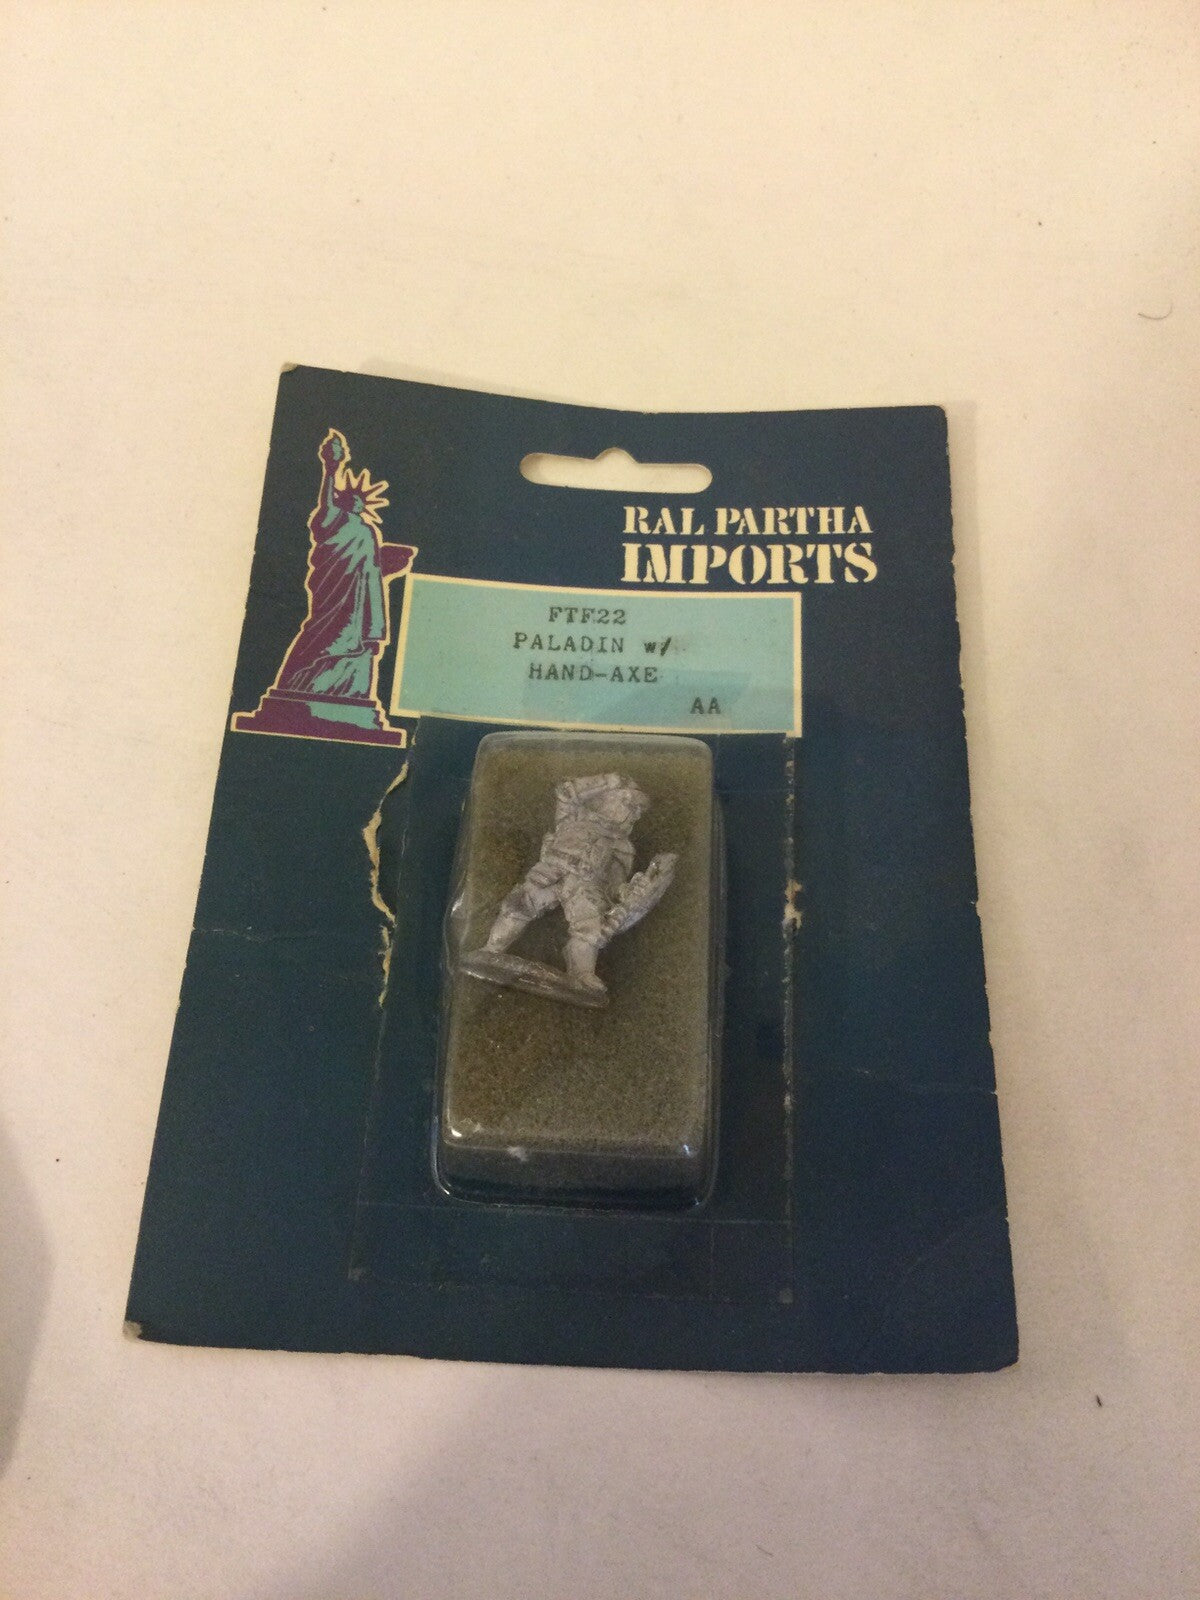 RAL PARTHA
IMPORTS
FTF22
PALADIN w/
HAND-AXE
AA